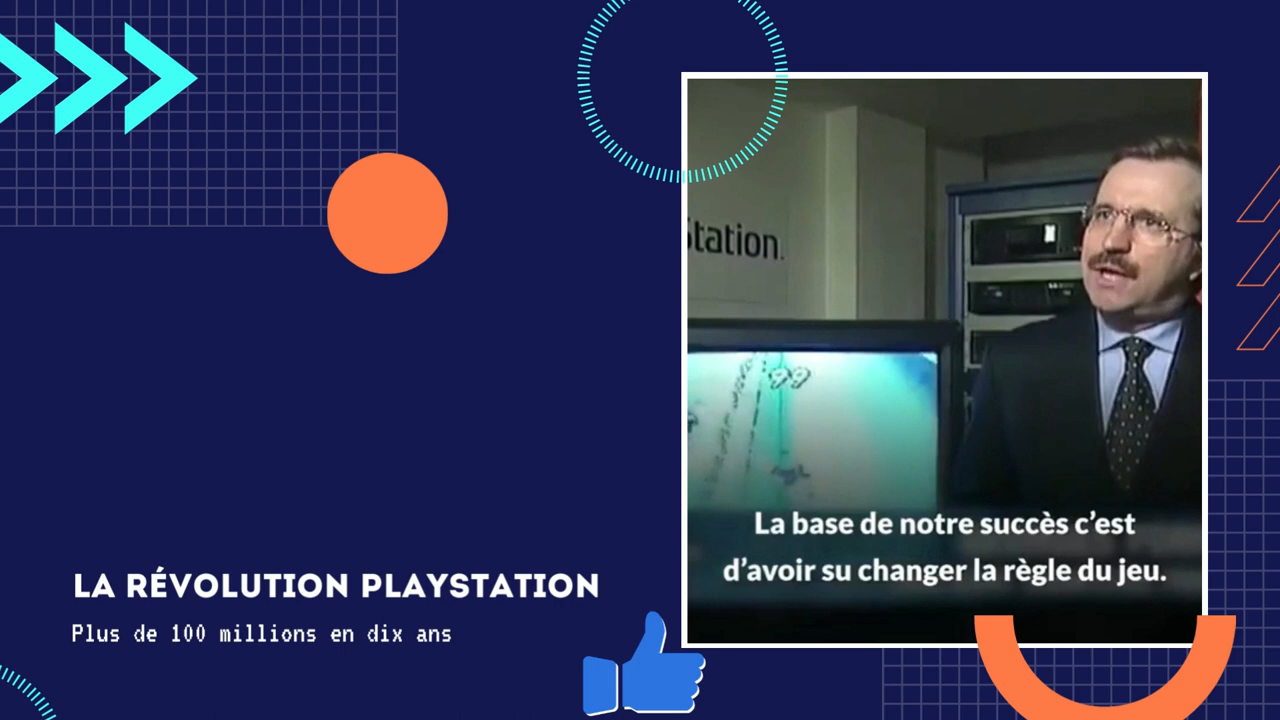 Station.
99
La base de notre succès c’est
d’avoir su changer la règle du jeu.
LA RÉVOLUTION PLAYSTATION
Plus de 100 millions en dix ans